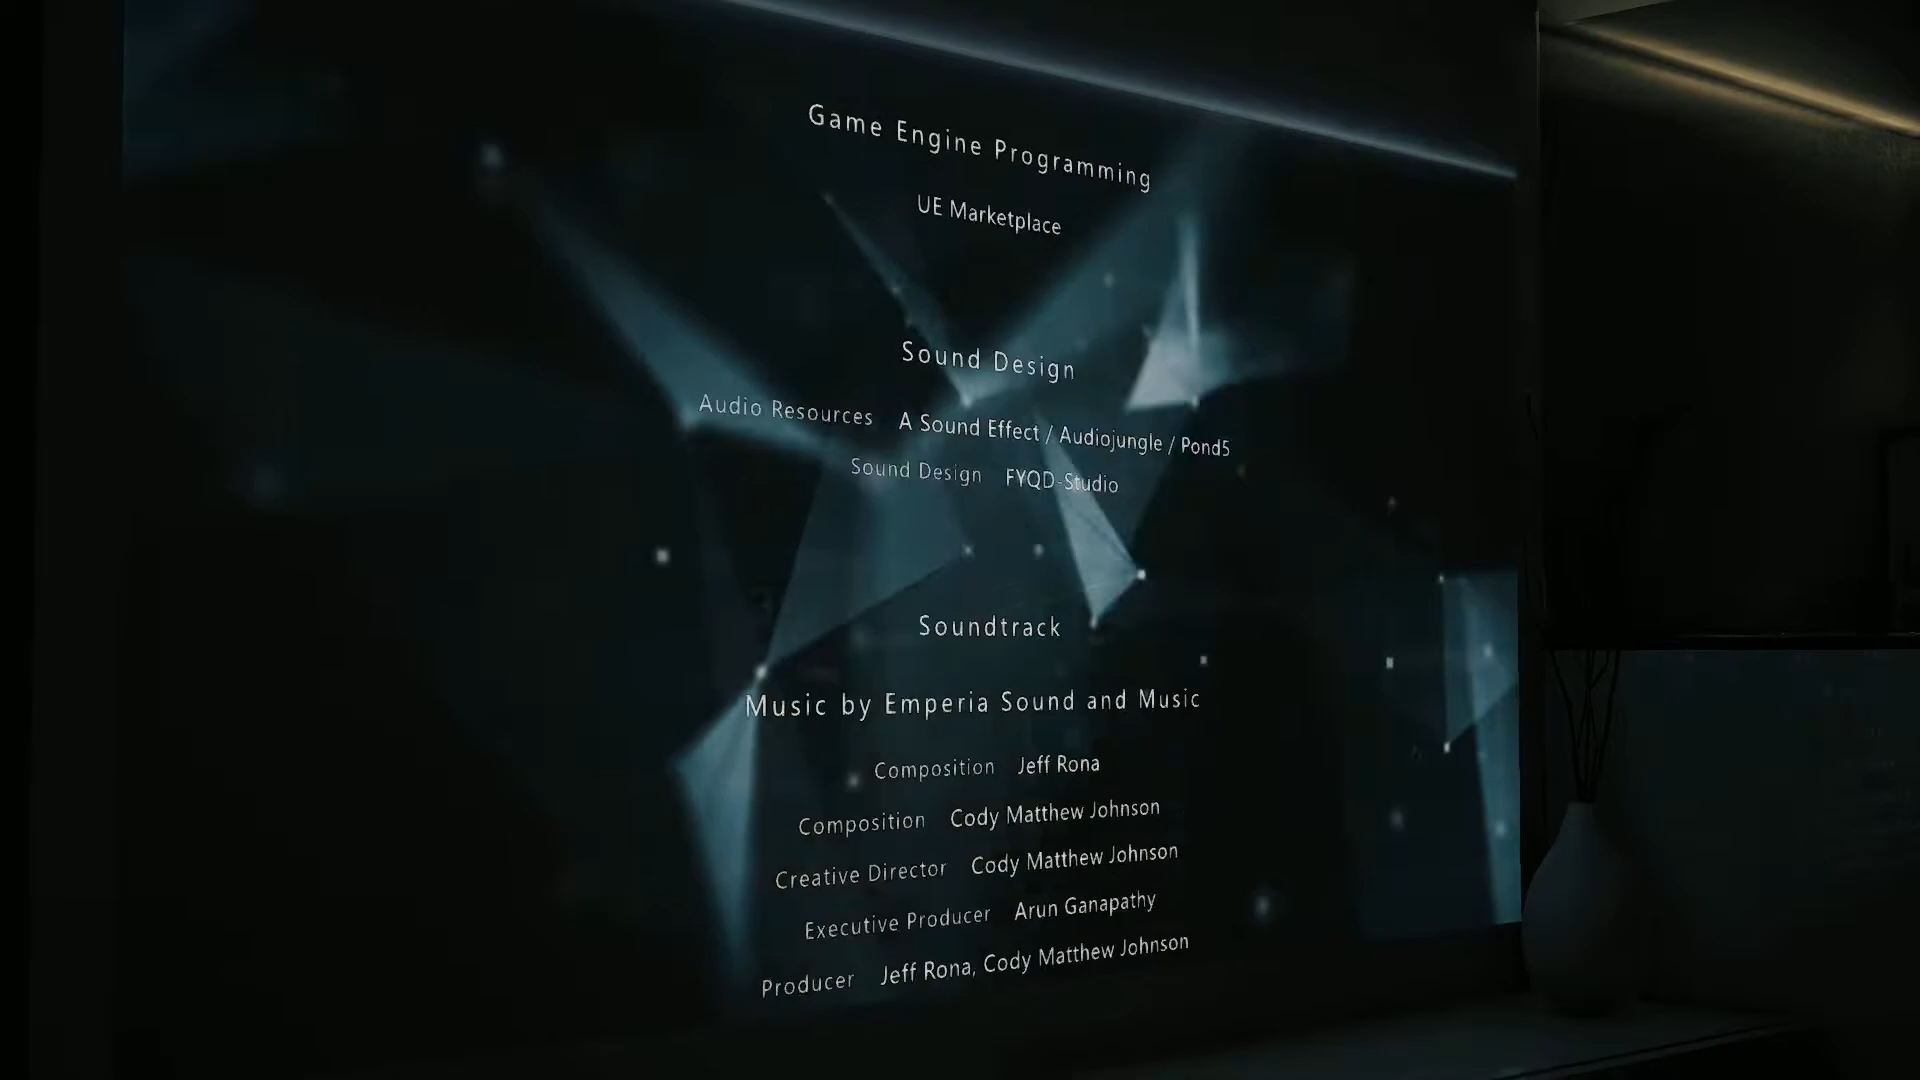 Game Engine Programming
UE Marketplace
Sound Design
Audio Resources A Sound Effect / Audiojungle / Pond5
Sound Design FYQD-Studio
Soundtrack
Music by Emperia Sound and Music
Composition Jeff Rona
Composition Cody Matthew Johnson
Creative Director Cody Matthew Johnson
Executive Producer Arun Ganapathy
Producer Jeff Rona, Cody Matthew Johnson